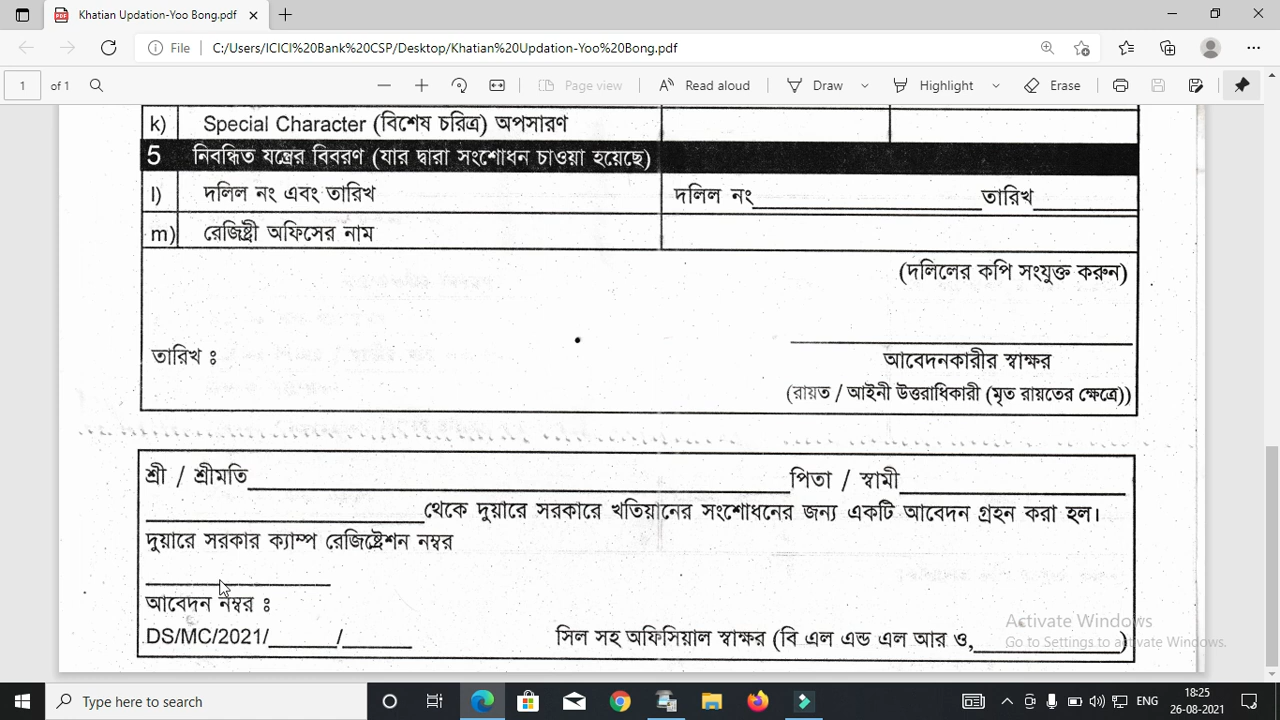 Khatian Updation-Yoo Bong.pdf
File C:/Users/ICICI%20Bank%20CSP/Desktop/Khatian%20Updation-Yoo%20Bong.pdf
1 of 1 Page view Read aloud Draw Highlight Erase
k) Special Character (বিশেষ চরিত্র) অপসারণ
5 নিবন্ধিত যন্ত্রের বিবরণ (যার দ্বারা সংশোধন চাওয়া হয়েছে)
l) দলিল নং এবং তারিখ দলিল নং তারিখ
m) রেজিষ্ট্রী অফিসের নাম
(দলিলের কপি সংযুক্ত করুন)
তারিখ ঃ
আবেদনকারীর স্বাক্ষর
(রায়ত / আইনী উত্তরাধিকারী (মৃত রায়তের ক্ষেত্রে))
শ্রী / শ্রীমতি পিতা / স্বামী
থেকে দুয়ারে সরকারে খতিয়ানের সংশোধনের জন্য একটি আবেদন গ্রহন করা হল।
দুয়ারে সরকার ক্যাম্প রেজিষ্ট্রেশন নম্বর
আবেদন নম্বর ঃ
DS/MC/2021/______/______ সিল সহ অফিসিয়াল স্বাক্ষর (বি এল এন্ড এল আর ও,____________)
Activate Windows
Go to Settings to activate Windows.
Type here to search ENG 18:25
26-08-2021